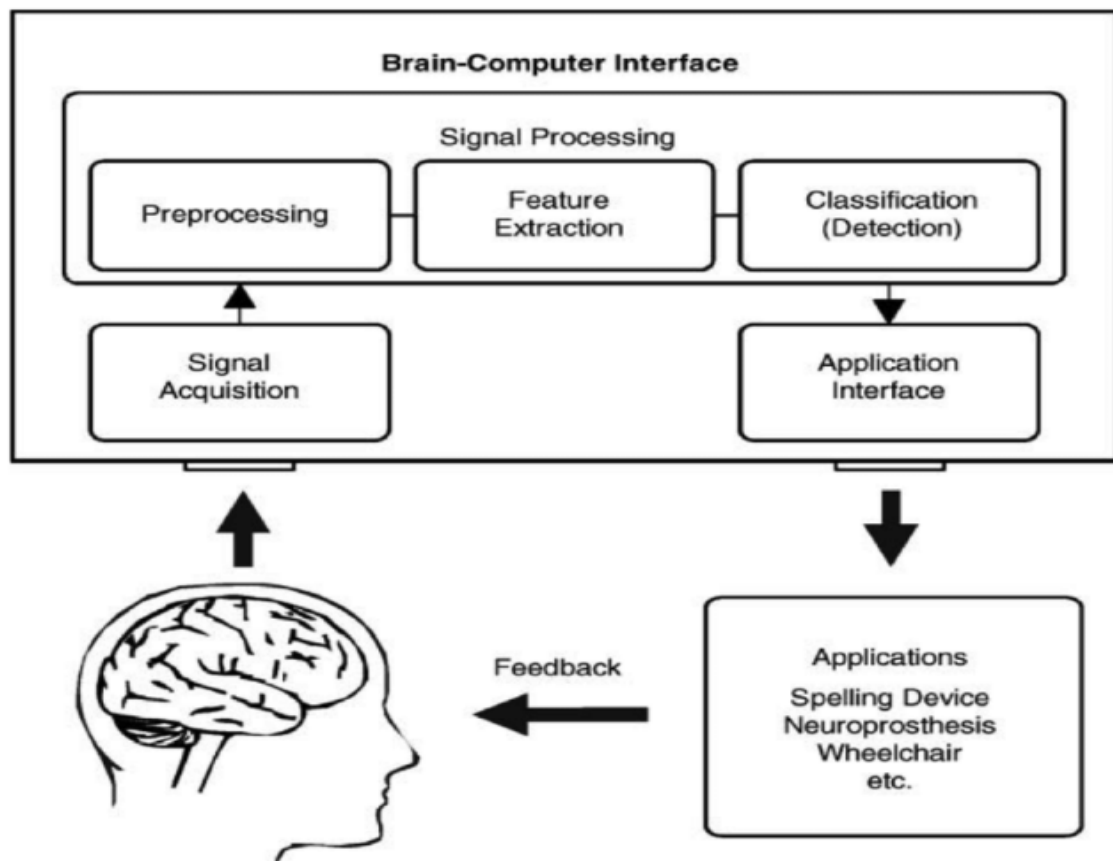 Brain-Computer Interface
Signal Processing
Preprocessing
Feature
Extraction
Classification
(Detection)
Signal
Acquisition
Application
Interface
Feedback
Applications
Spelling Device
Neuroprosthesis
Wheelchair
etc.